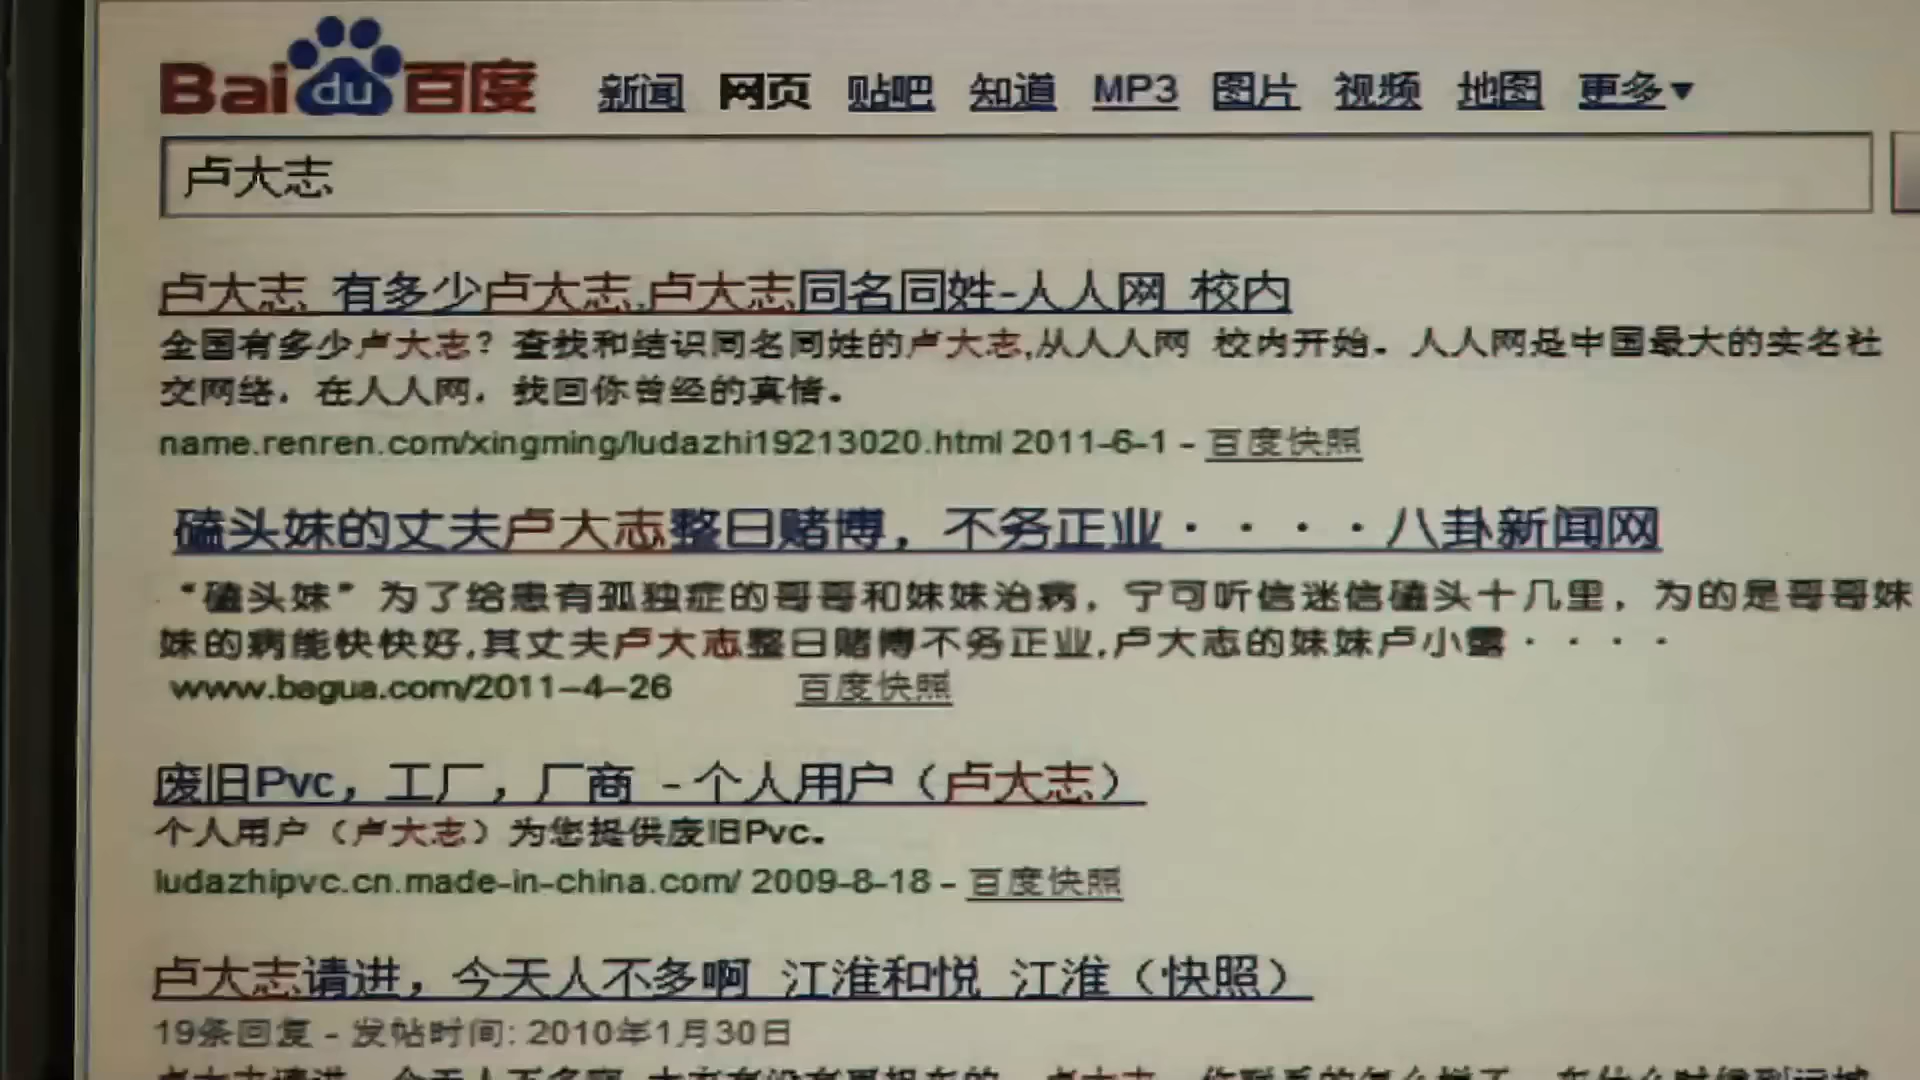 Bai du 百度 新闻 网页 贴吧 知道 MP3 图片 视频 地图 更多▼
卢大志
卢大志 有多少卢大志,卢大志同名同姓-人人网 校内
全国有多少卢大志? 查找和结识同名同姓的卢大志,从人人网 校内开始。人人网是中国最大的实名社
交网络,在人人网,找回你曾经的真情。
name.renren.com/xingming/ludazhi19213020.html 2011-6-1 - 百度快照
磕头妹的丈夫卢大志整日赌博,不务正业····八卦新闻网
“磕头妹”为了给患有孤独症的哥哥和妹妹治病,宁可听信迷信磕头十几里,为的是哥哥妹
妹的病能快快好,其丈夫卢大志整日赌博不务正业,卢大志的妹妹卢小露····
www.bagua.com/2011-4-26 百度快照
废旧Pvc,工厂,厂商 - 个人用户(卢大志)
个人用户(卢大志)为您提供废旧Pvc。
ludazhipvc.cn.made-in-china.com/ 2009-8-18 - 百度快照
卢大志请进,今天人不多啊 江淮和悦 江淮(快照)
19条回复 - 发帖时间: 2010年1月30日
卢大志请进,今天人不多啊